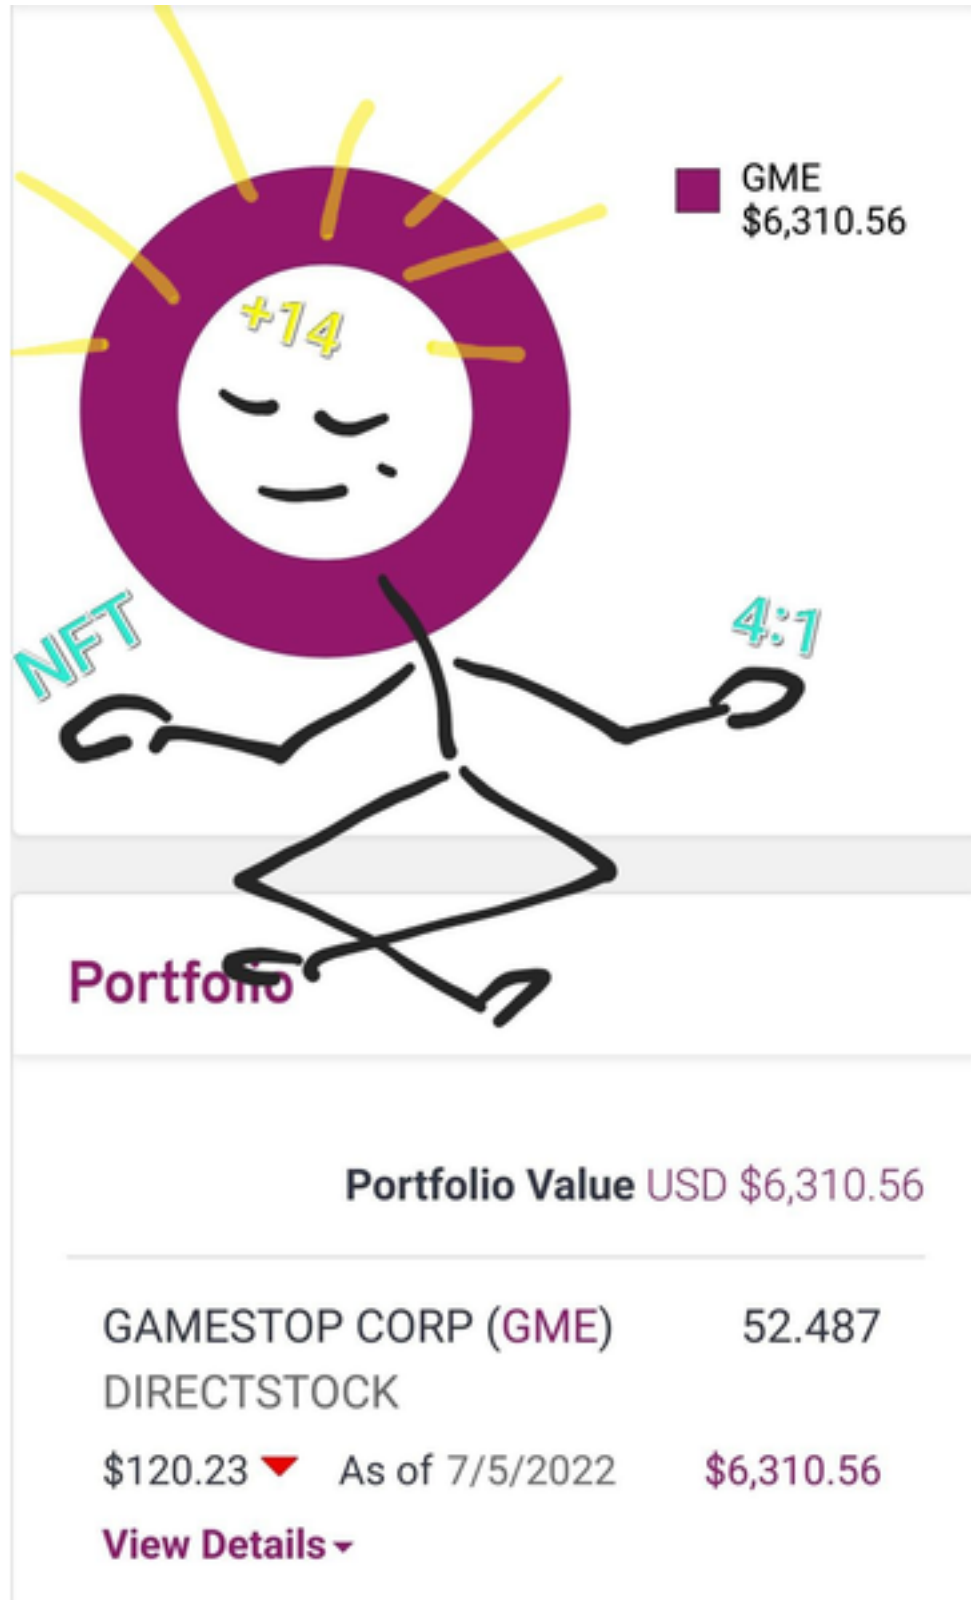 GME
$6,310.56
+14
NFT
4:1
Portfolio
Portfolio Value USD $6,310.56
GAMESTOP CORP (GME) 52.487
DIRECTSTOCK
$120.23 As of 7/5/2022 $6,310.56
View Details